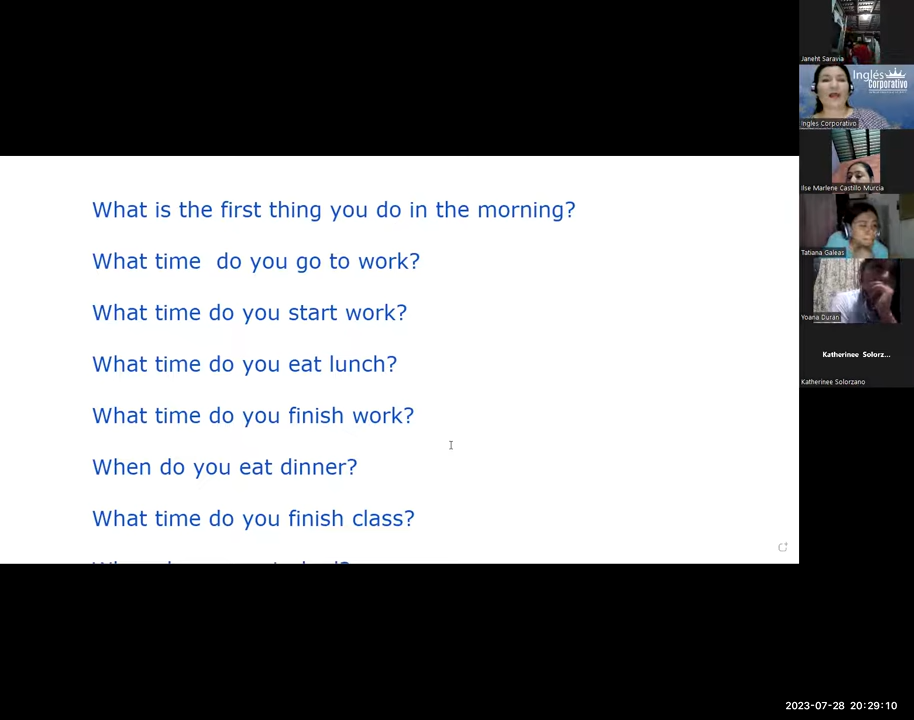 Janeht Saravia
Inglés
Corporativo
Ingles Corporativo
Ilse Marlene Castillo Murcia
Tatiana Galeas
Yoana Duran
Katherinee Solorz...
Katherinee Solorzano
What is the first thing you do in the morning?
What time  do you go to work?
What time do you start work?
What time do you eat lunch?
What time do you finish work?
When do you eat dinner?
What time do you finish class?
2023-07-28 20:29:10